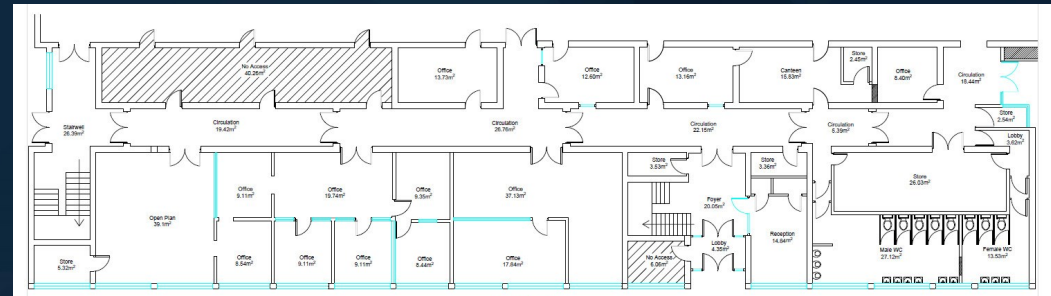 No Access
40.26m²
Office
13.73m²
Office
12.60m²
Office
13.16m²
Canteen
15.83m²
Store
2.45m²
Office
8.40m²
Circulation
18.44m²
Stairwell
26.39m²
Circulation
19.42m²
Circulation
26.76m²
Circulation
22.15m²
Circulation
5.39m²
Store
2.54m²
Lobby
3.62m²
Open Plan
39.1m²
Office
9.11m²
Office
19.74m²
Office
9.35m²
Office
37.13m²
Store
3.53m²
Foyer
20.05m²
Store
3.36m²
Store
26.03m²
Reception
14.84m²
Store
5.32m²
Office
8.54m²
Office
9.11m²
Office
9.11m²
Office
8.44m²
Office
17.64m²
No Access
6.06m²
Lobby
4.35m²
Male WC
27.12m²
Female WC
13.53m²